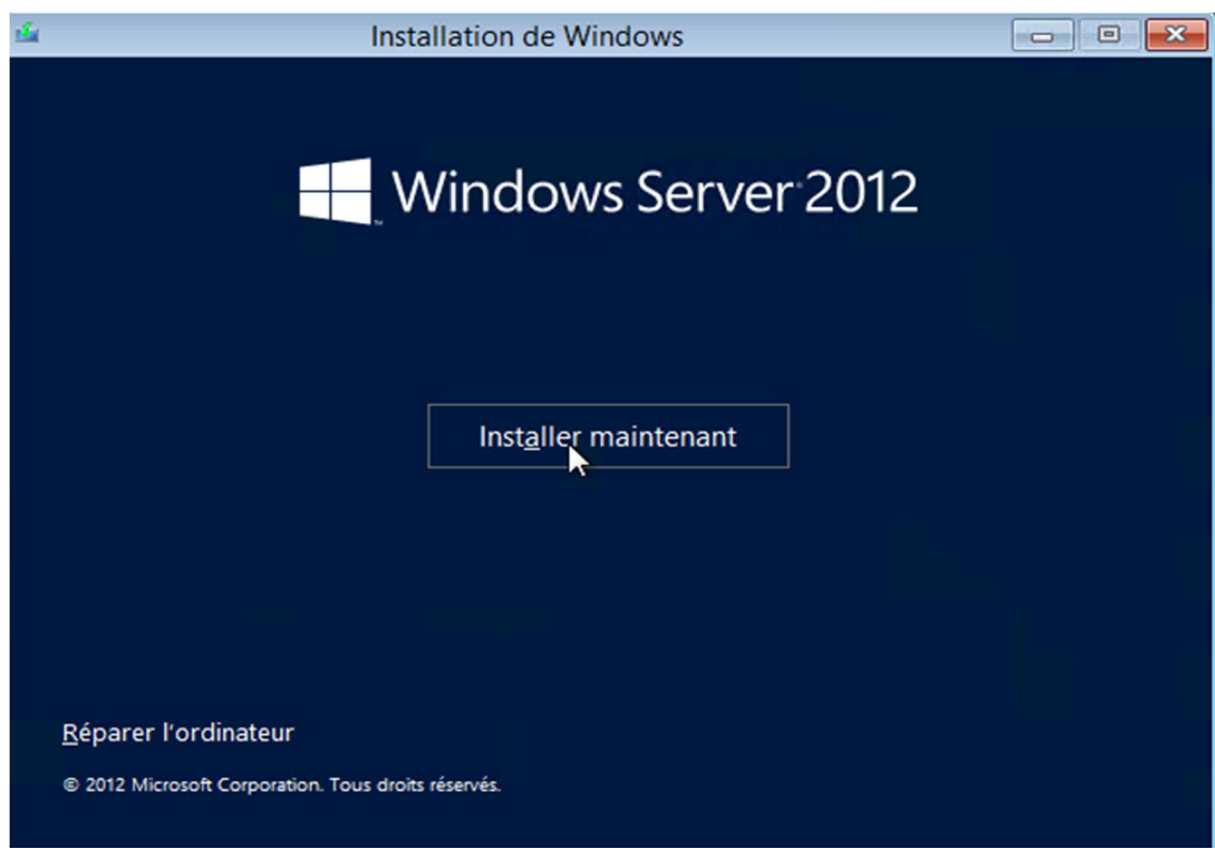 Installation de Windows
Windows Server 2012
Installer maintenant
Réparer l'ordinateur
© 2012 Microsoft Corporation. Tous droits réservés.